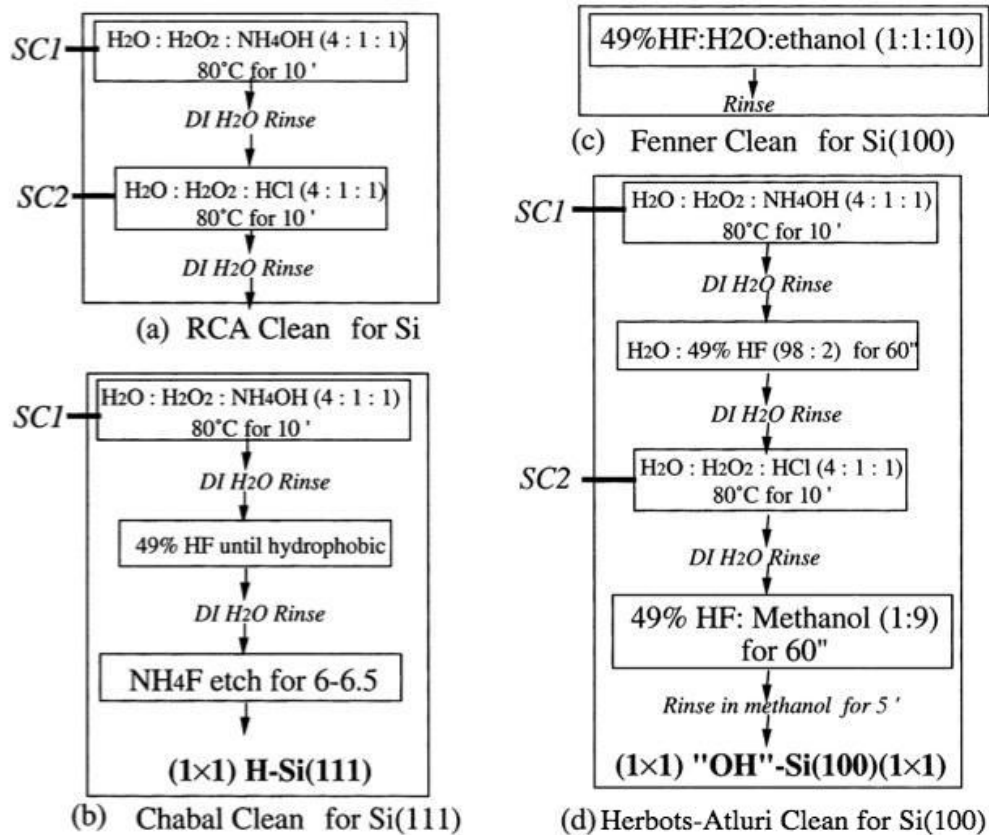 SC1
H2O : H2O2 : NH4OH (4 : 1 : 1)
80°C for 10 '
DI H2O Rinse
SC2
H2O : H2O2 : HCl (4 : 1 : 1)
80°C for 10 '
DI H2O Rinse
(a) RCA Clean for Si
SC1
H2O : H2O2 : NH4OH (4 : 1 : 1)
80°C for 10 '
DI H2O Rinse
49% HF until hydrophobic
DI H2O Rinse
NH4F etch for 6-6.5
(1×1) H-Si(111)
(b) Chabal Clean for Si(111)
49%HF:H2O:ethanol (1:1:10)
Rinse
(c) Fenner Clean for Si(100)
SC1
H2O : H2O2 : NH4OH (4 : 1 : 1)
80°C for 10 '
DI H2O Rinse
H2O : 49% HF (98 : 2) for 60"
DI H2O Rinse
SC2
H2O : H2O2 : HCl (4 : 1 : 1)
80°C for 10 '
DI H2O Rinse
49% HF: Methanol (1:9)
for 60"
Rinse in methanol for 5 '
(1×1) "OH"-Si(100)(1×1)
(d) Herbots-Atluri Clean for Si(100)